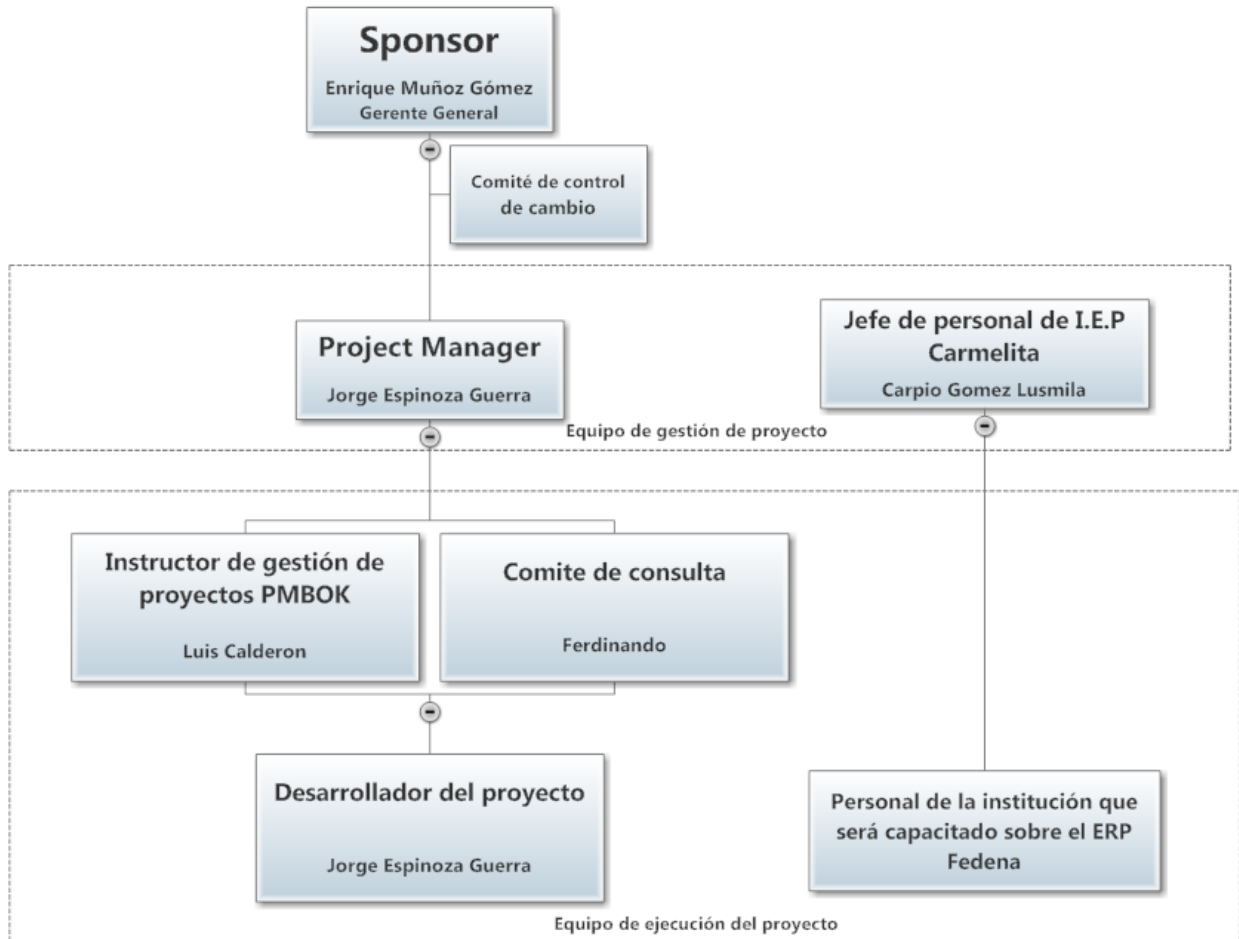 Sponsor
Enrique Muñoz Gómez
Gerente General
Comité de control
de cambio
Project Manager
Jorge Espinoza Guerra
Jefe de personal de I.E.P
Carmelita
Carpio Gomez Lusmila
Equipo de gestión de proyecto
Instructor de gestión de
proyectos PMBOK
Luis Calderon
Comite de consulta
Ferdinando
Desarrollador del proyecto
Jorge Espinoza Guerra
Personal de la institución que
será capacitado sobre el ERP
Fedena
Equipo de ejecución del proyecto